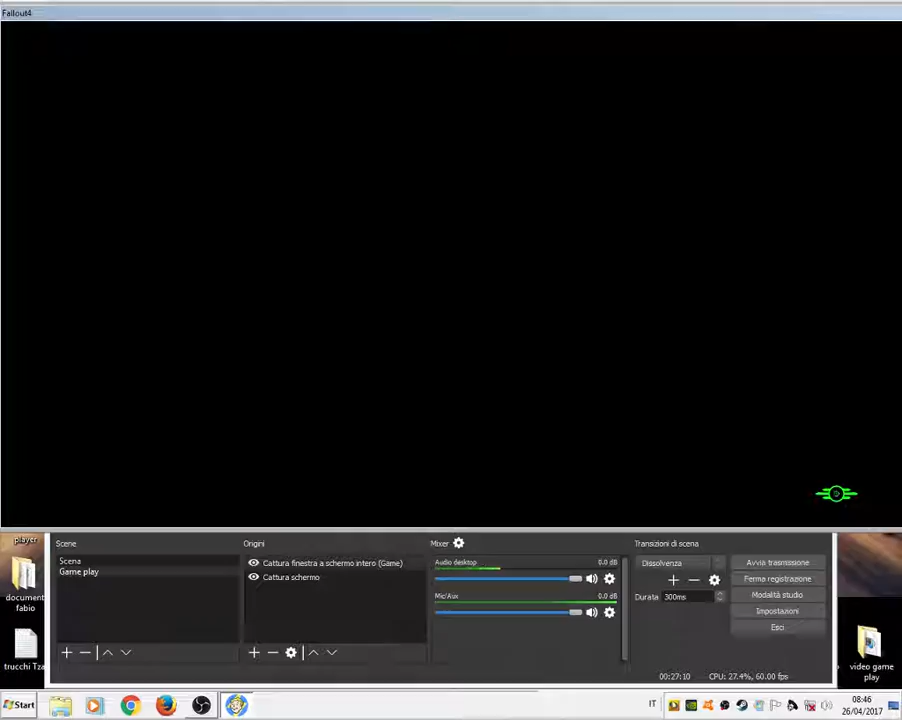 Fallout4
player
document
fabio
trucchi Tza
Scene
Scena
Game play
Origini
Cattura finestra a schermo intero (Game)
Cattura schermo
Mixer
Audio desktop
0.0 dB
Mic/Aux
0.0 dB
Transizioni di scena
Dissolvenza
Durata
300ms
Avvia trasmissione
Ferma registrazione
Modalità studio
Impostazioni
Esci
00:27:10
CPU: 27.4%, 60.00 fps
video game
play
Start
IT
08:46
26/04/2017